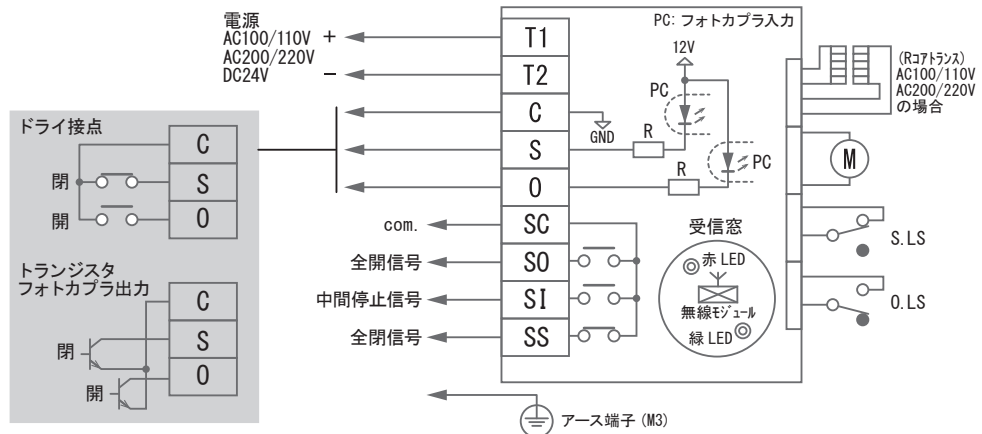 電源
AC100/110V
AC200/220V
DC24V
+
−
T1
T2
C
S
O
SC
SO
SI
SS
com.
全開信号
中間停止信号
全閉信号
アース端子 (M3)
PC: フォトカプラ入力
12V
PC
GND
R
R
PC
受信窓
赤 LED
無線モジュール
緑 LED
(Rコアトランス)
AC100/110V
AC200/220V
の場合
M
S.LS
O.LS
ドライ接点
C
閉
S
開
O
トランジスタ
フォトカプラ出力
C
S
閉
O
開